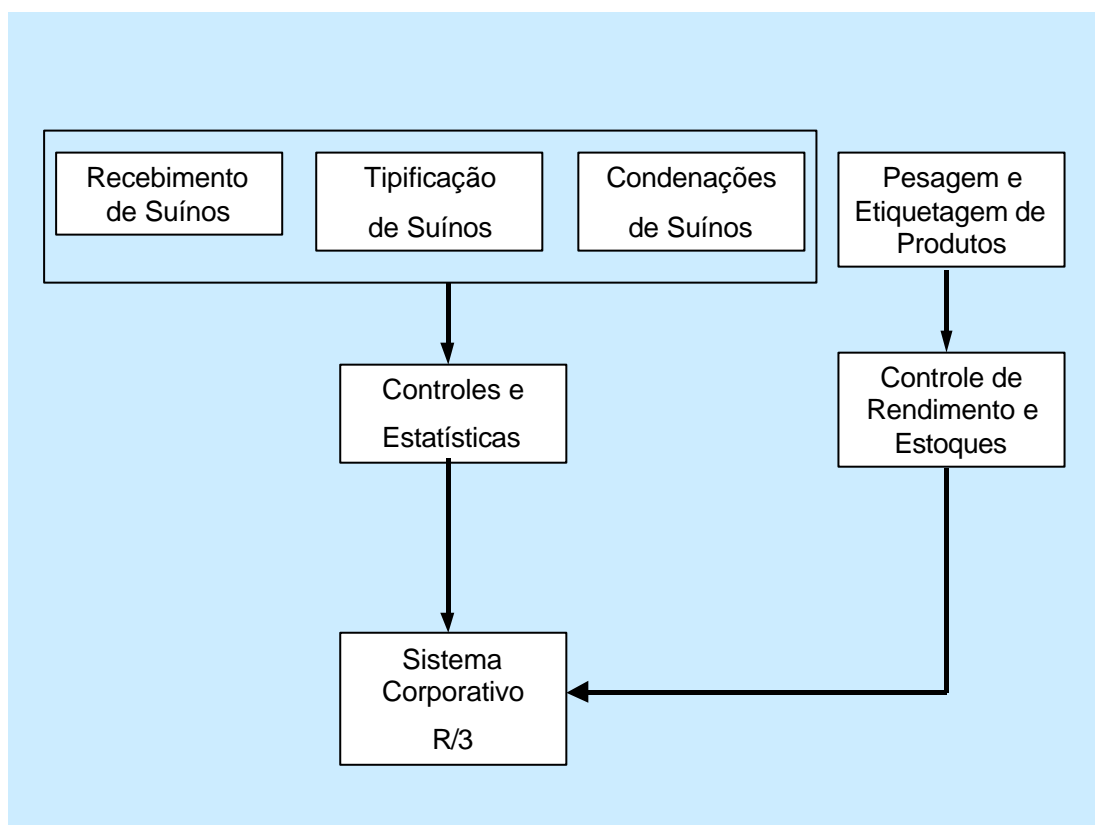 Recebimento
de Suínos
Tipificação
de Suínos
Condenações
de Suínos
Pesagem e
Etiquetagem de
Produtos
Controles e
Estatísticas
Controle de
Rendimento e
Estoques
Sistema
Corporativo
R/3